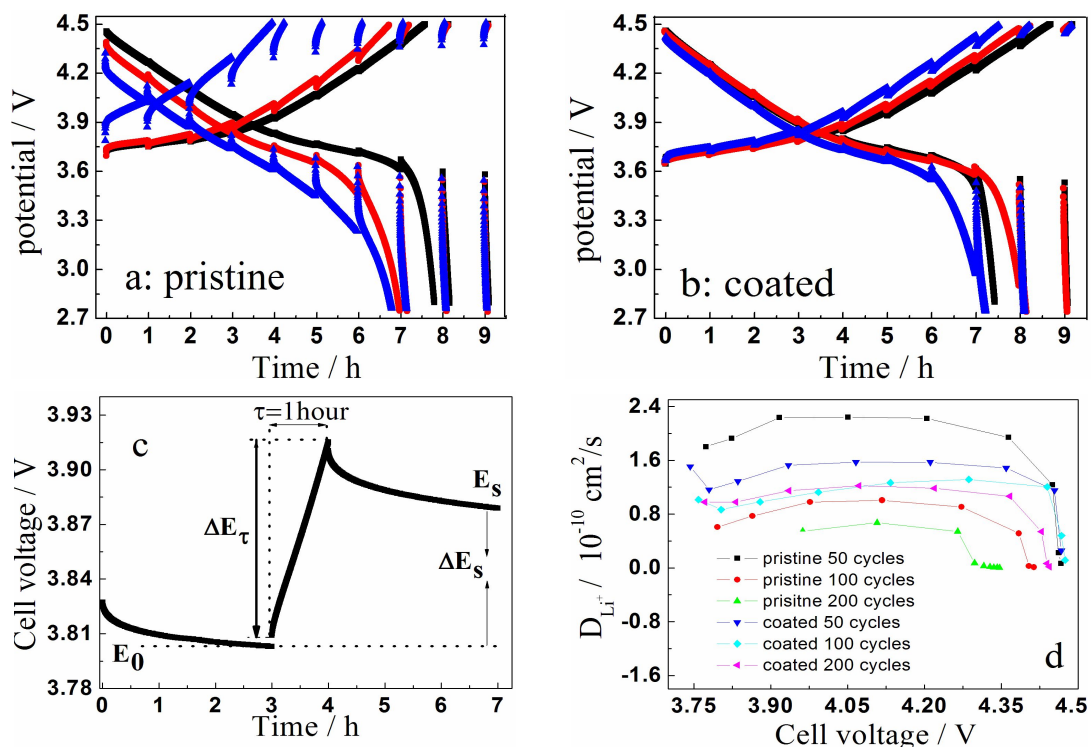 4.5
4.2
3.9
3.6
3.3
3.0
2.7
potential / V
a: pristine
0 1 2 3 4 5 6 7 8 9
Time / h
4.5
4.2
3.9
3.6
3.3
3.0
2.7
potential / V
b: coated
0 1 2 3 4 5 6 7 8 9
Time / h
3.93
3.90
3.87
3.84
3.81
3.78
Cell voltage / V
c
τ=1hour
ΔEτ
Es
ΔEs
E0
0 1 2 3 4 5 6 7
Time / h
2.4
1.6
0.8
0.0
-0.8
-1.6
DLi+ / 10-10 cm2/s
pristine 50 cycles
pristine 100 cycles
prisitne 200 cycles
coated 50 cycles
coated 100 cycles
coated 200 cycles
d
3.75 3.90 4.05 4.20 4.35 4.5
Cell voltage / V